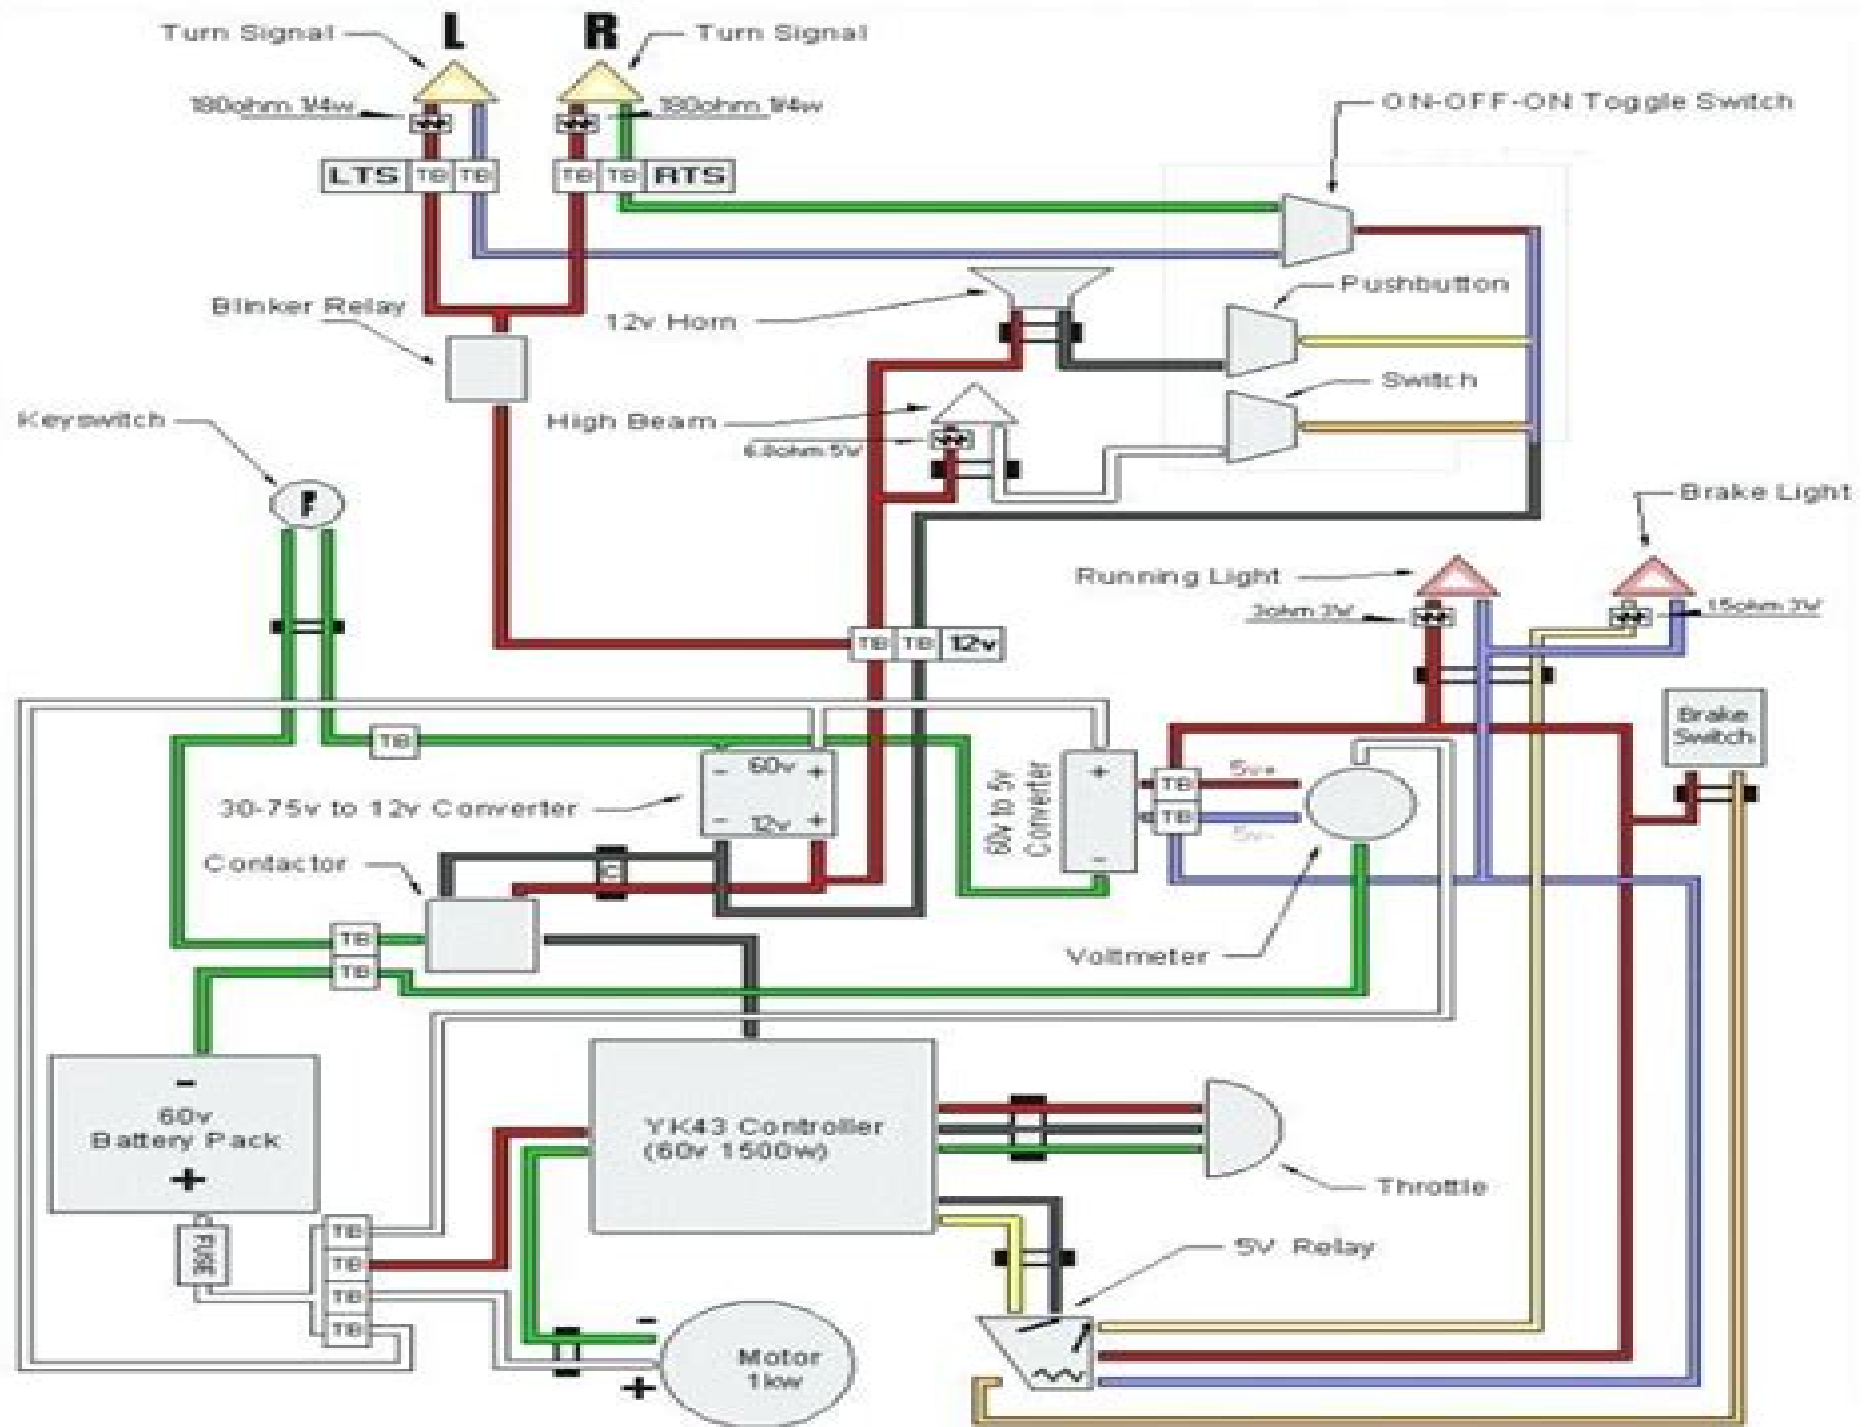 L
R
Turn Signal
Turn Signal
180ohm 1/4w
180ohm 1/4w
ON-OFF-ON Toggle Switch
LTS TB TB
TB TB RTS
Pushbutton
Blinker Relay
12v Horn
Switch
Keyswitch
High Beam
6.8ohm 5W
P
Brake Light
Running Light
3ohm 3W
15ohm 3W
TB TB 12v
Brake
Switch
TB
- 60v +
- 12v +
30-75v to 12v Converter
60v to 5v
Converter
+
-
TB
TB
5v+
5v-
Contactor
C
TB
TB
Voltmeter
-
60v
Battery Pack
+
YK43 Controller
(60v 1500w)
Throttle
FUSE
TB
TB
TB
TB
5V Relay
-
+
Motor
1kw